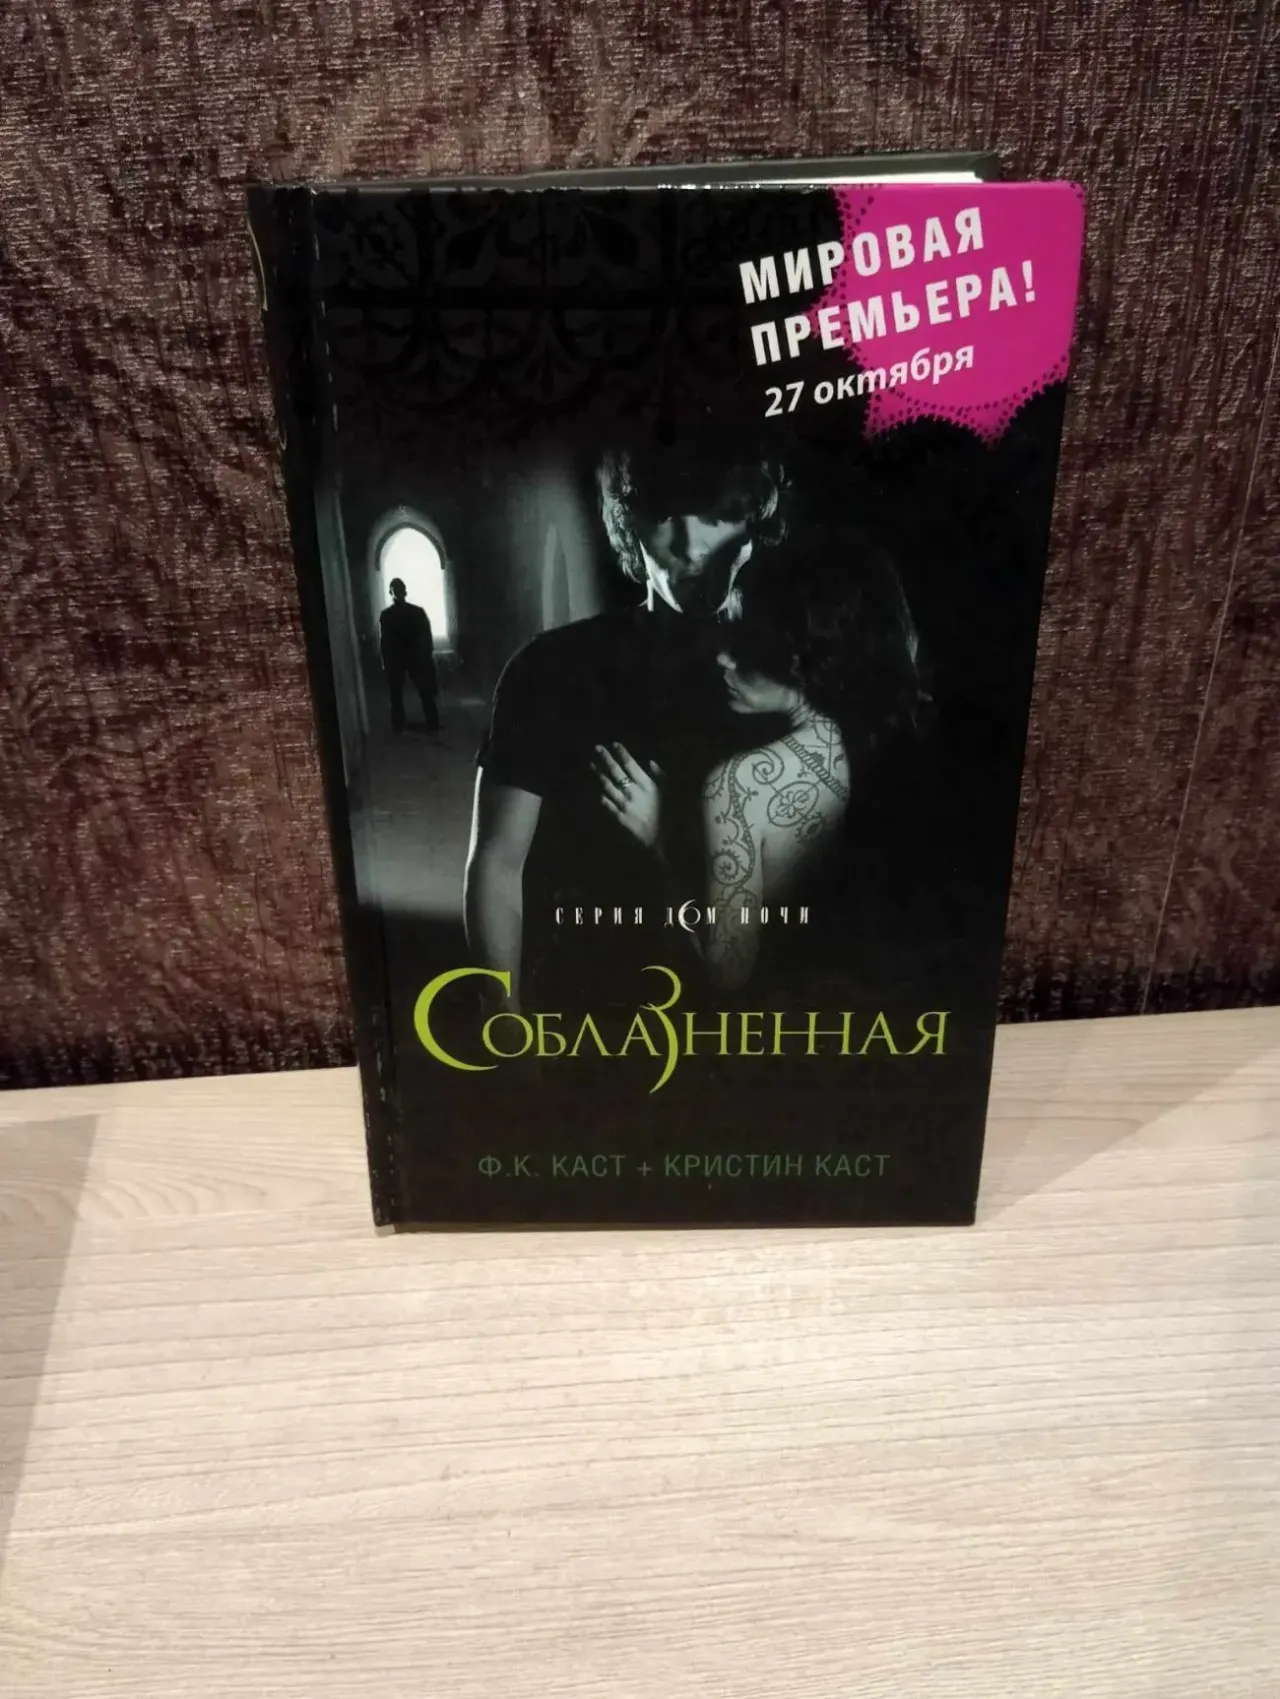 МИРОВАЯ
ПРЕМЬЕРА!
27 октября
СЕРИЯ ДОМ НОЧИ
СОБЛАЗНЕННАЯ
Ф.К. КАСТ + КРИСТИН КАСТ